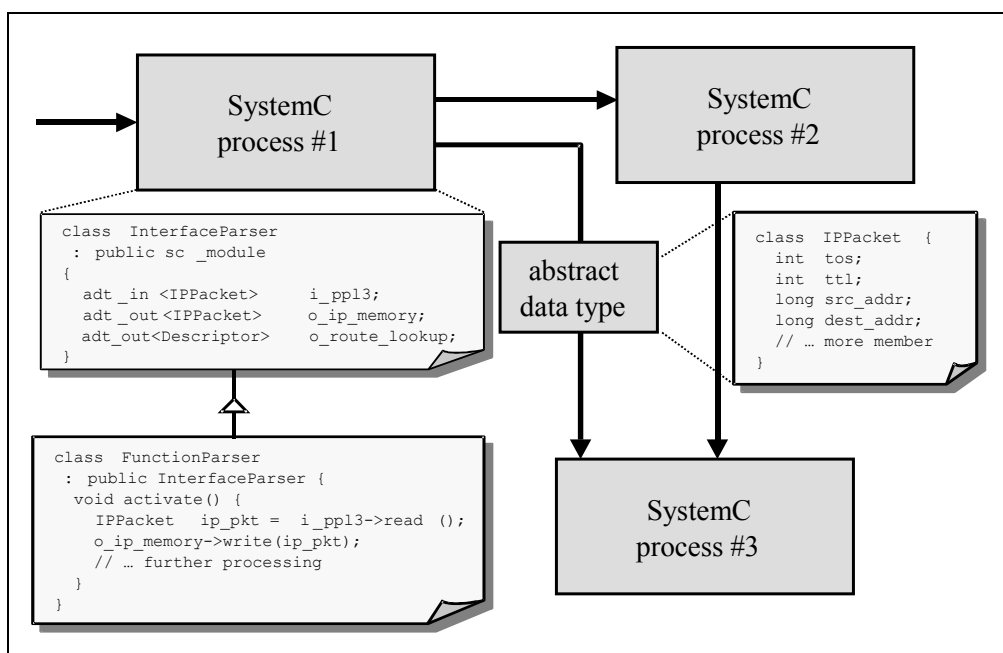 SystemC
process #1
SystemC
process #2
class InterfaceParser
: public sc _module
{
adt _in <IPPacket> i_ppl3;
adt _out <IPPacket> o_ip_memory;
adt_out<Descriptor> o_route_lookup;
}
abstract
data type
class IPPacket {
int tos;
int ttl;
long src_addr;
long dest_addr;
// … more member
}
class FunctionParser
: public InterfaceParser {
void activate() {
IPPacket ip_pkt = i_ppl3->read ();
o_ip_memory->write(ip_pkt);
// … further processing
}
}
SystemC
process #3